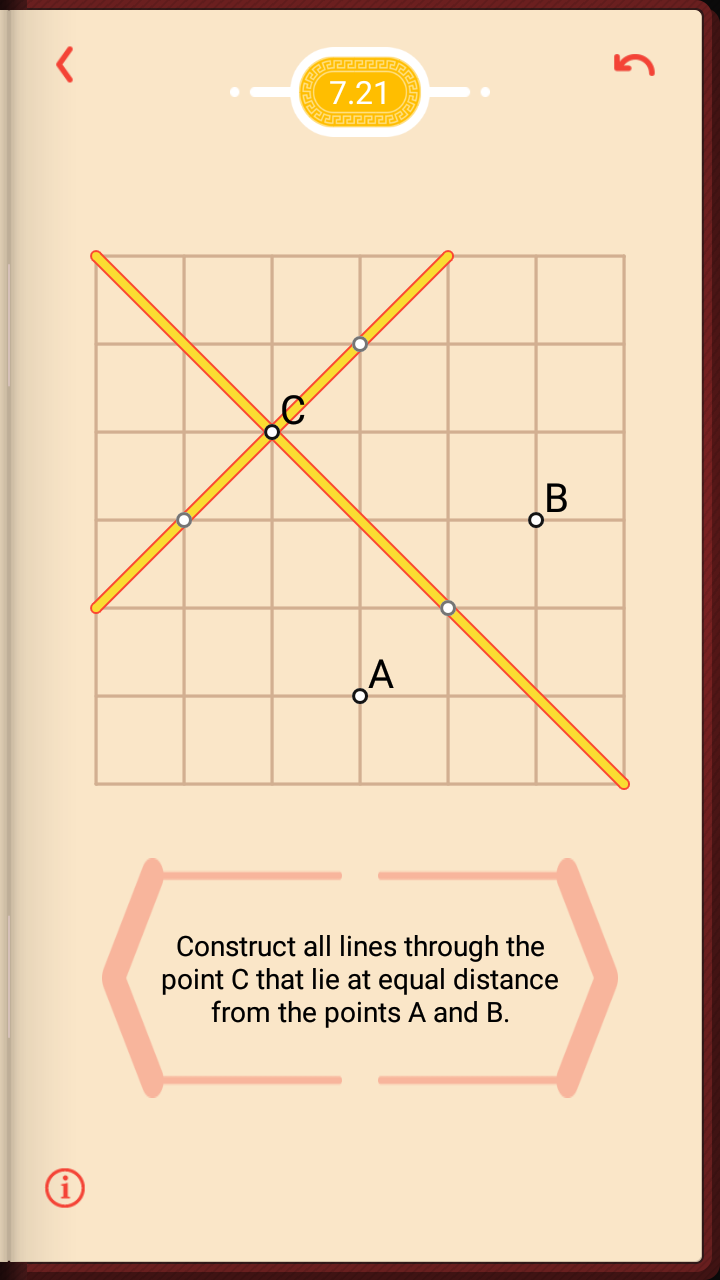 7.21
C
B
A
Construct all lines through the
point C that lie at equal distance
from the points A and B.
i